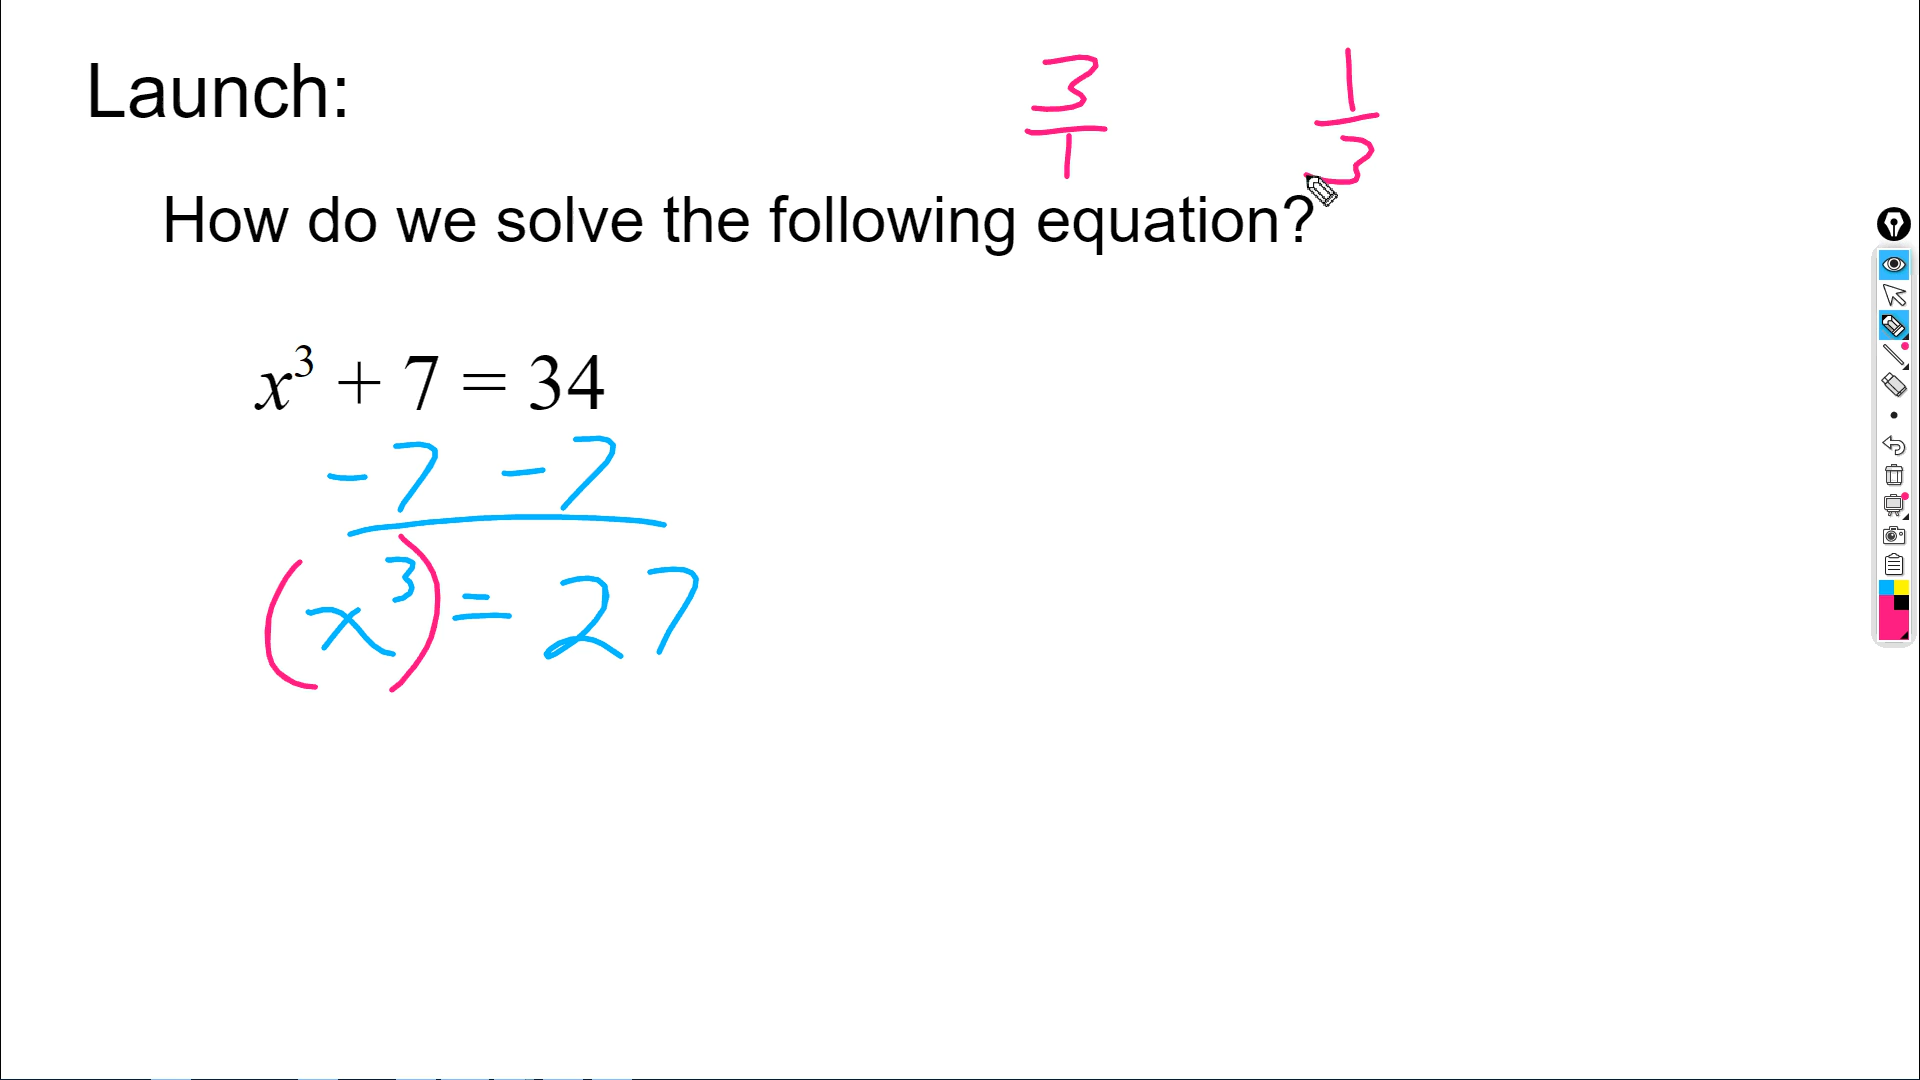 Launch:
3/1 1/3
How do we solve the following equation?
x³ + 7 = 34
-7 -7
(x³) = 27